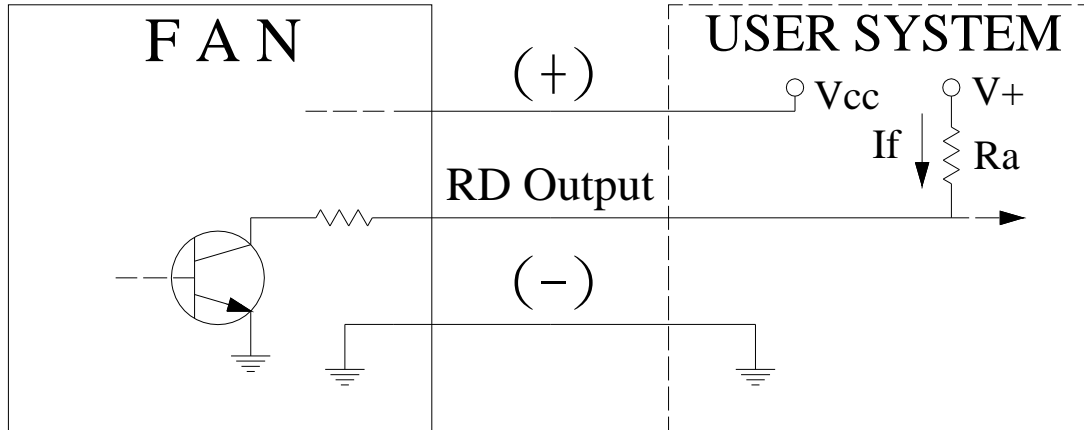 F A N
USER SYSTEM
(+)
Vcc
V+
If
Ra
RD Output
(-)